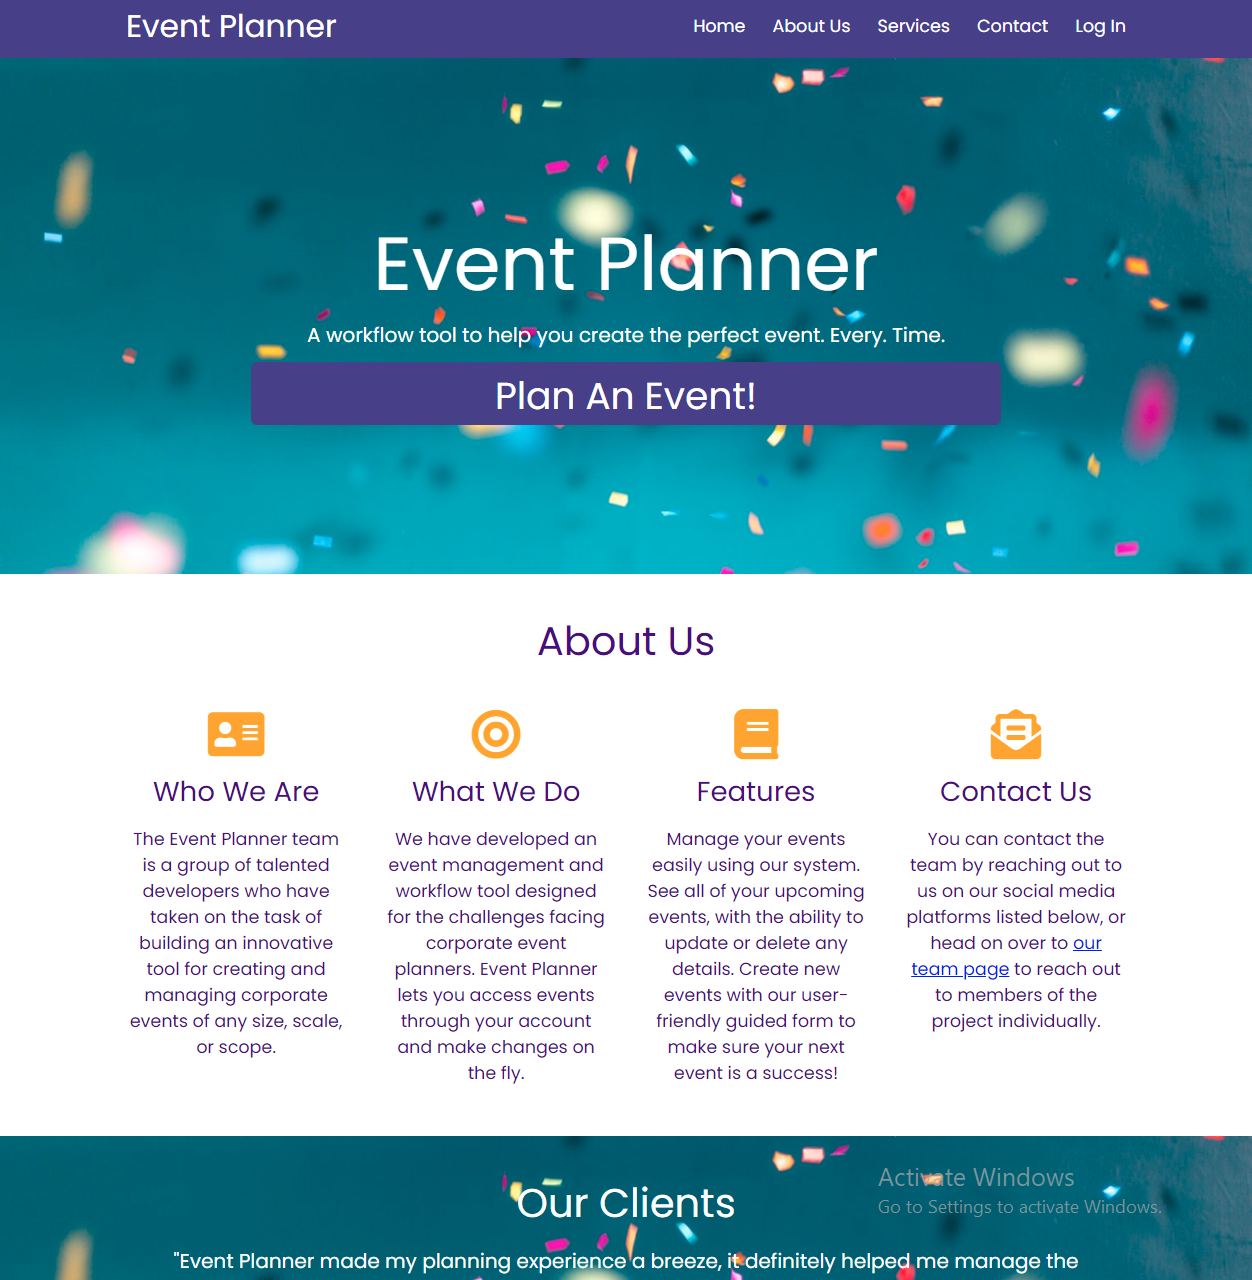 Event Planner
Home About Us Services Contact Log In
Event Planner
A workflow tool to help you create the perfect event. Every. Time.
Plan An Event!
About Us
Who We Are
The Event Planner team
is a group of talented
developers who have
taken on the task of
building an innovative
tool for creating and
managing corporate
events of any size, scale,
or scope.
What We Do
We have developed an
event management and
workflow tool designed
for the challenges facing
corporate event
planners. Event Planner
lets you access events
through your account
and make changes on
the fly.
Features
Manage your events
easily using our system.
See all of your upcoming
events, with the ability to
update or delete any
details. Create new
events with our user-
friendly guided form to
make sure your next
event is a success!
Contact Us
You can contact the
team by reaching out to
us on our social media
platforms listed below, or
head on over to our
team page to reach out
to members of the
project individually.
Our Clients
"Event Planner made my planning experience a breeze, it definitely helped me manage the
Activate Windows
Go to Settings to activate Windows.